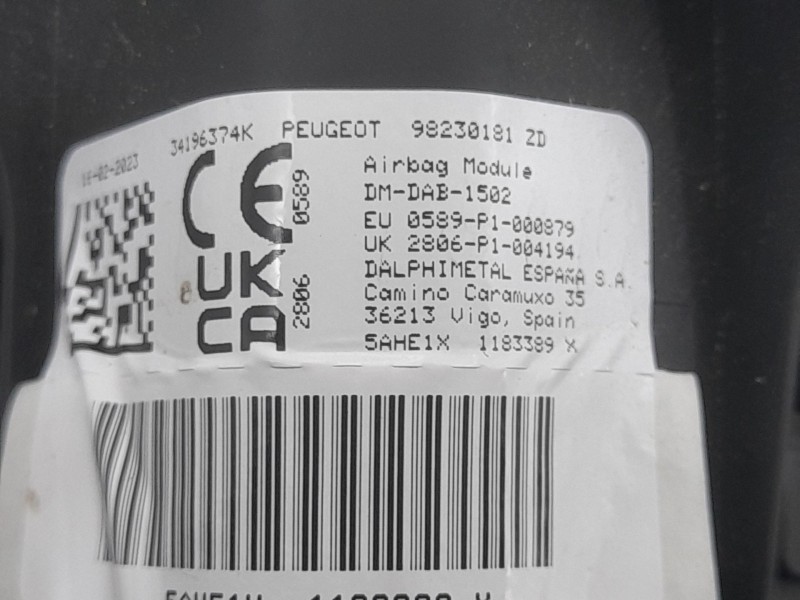 34196374K PEUGEOT 98230181 ZD
16-02-2023
Airbag Module
DM-DAB-1502
EU 0589-P1-000879
UK 2806-P1-004194
DALPHIMETAL ESPAÑA S.A.
Camino Caramuxo 35
36213 Vigo, Spain
5AHE1X 1183389 X
CE 0589
UK
CA 2806